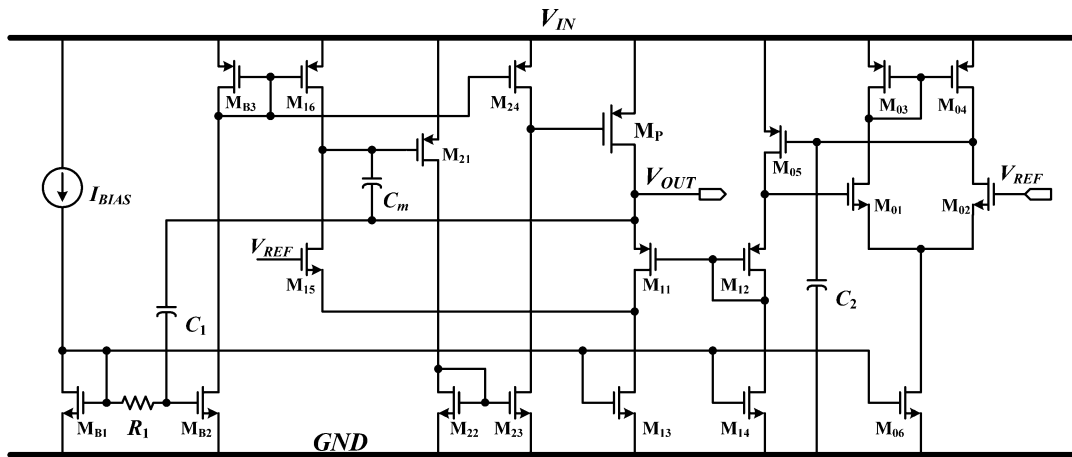 V_IN
M_B3
M_16
M_24
M_P
M_03
M_04
M_21
M_05
I_BIAS
C_m
V_OUT
M_01
M_02
V_REF
V_REF
M_15
M_11
M_12
C_1
C_2
M_B1
R_1
M_B2
M_22
M_23
M_13
M_14
M_06
GND